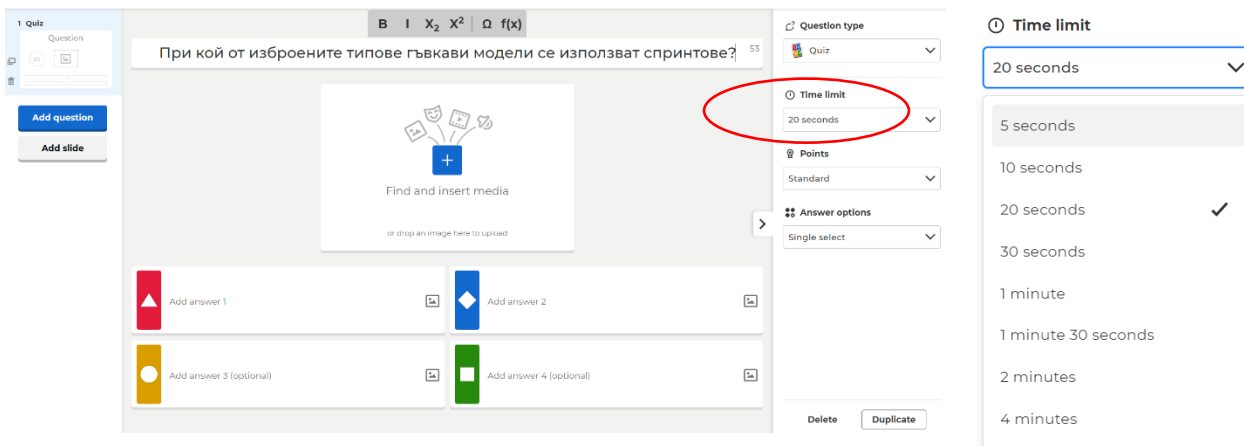 1 Quiz
Question
Add question
Add slide
B I X₂ X² Ω f(x)
При кой от изброените типове гъвкави модели се използват спринтове?
53
Find and insert media
or drop an image here to upload
Add answer 1
Add answer 2
Add answer 3 (optional)
Add answer 4 (optional)
Question type
Quiz
Time limit
20 seconds
Points
Standard
Answer options
Single select
Delete
Duplicate
Time limit
20 seconds
5 seconds
10 seconds
20 seconds
30 seconds
1 minute
1 minute 30 seconds
2 minutes
4 minutes